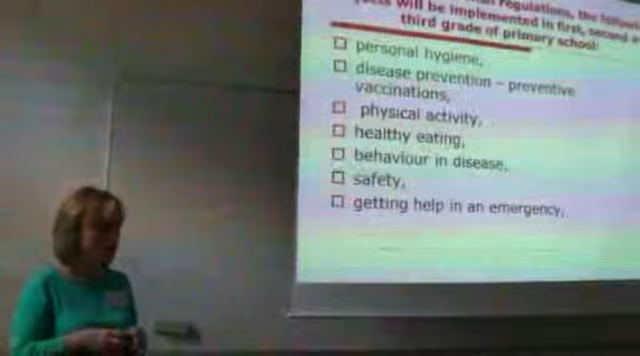 regulations, the
will be implemented in first, second
third grade of primary school:
☐ personal hygiene,
☐ disease prevention – preventive
vaccinations,
☐ physical activity,
☐ healthy eating,
☐ behaviour in disease,
☐ safety,
☐ getting help in an emergency,